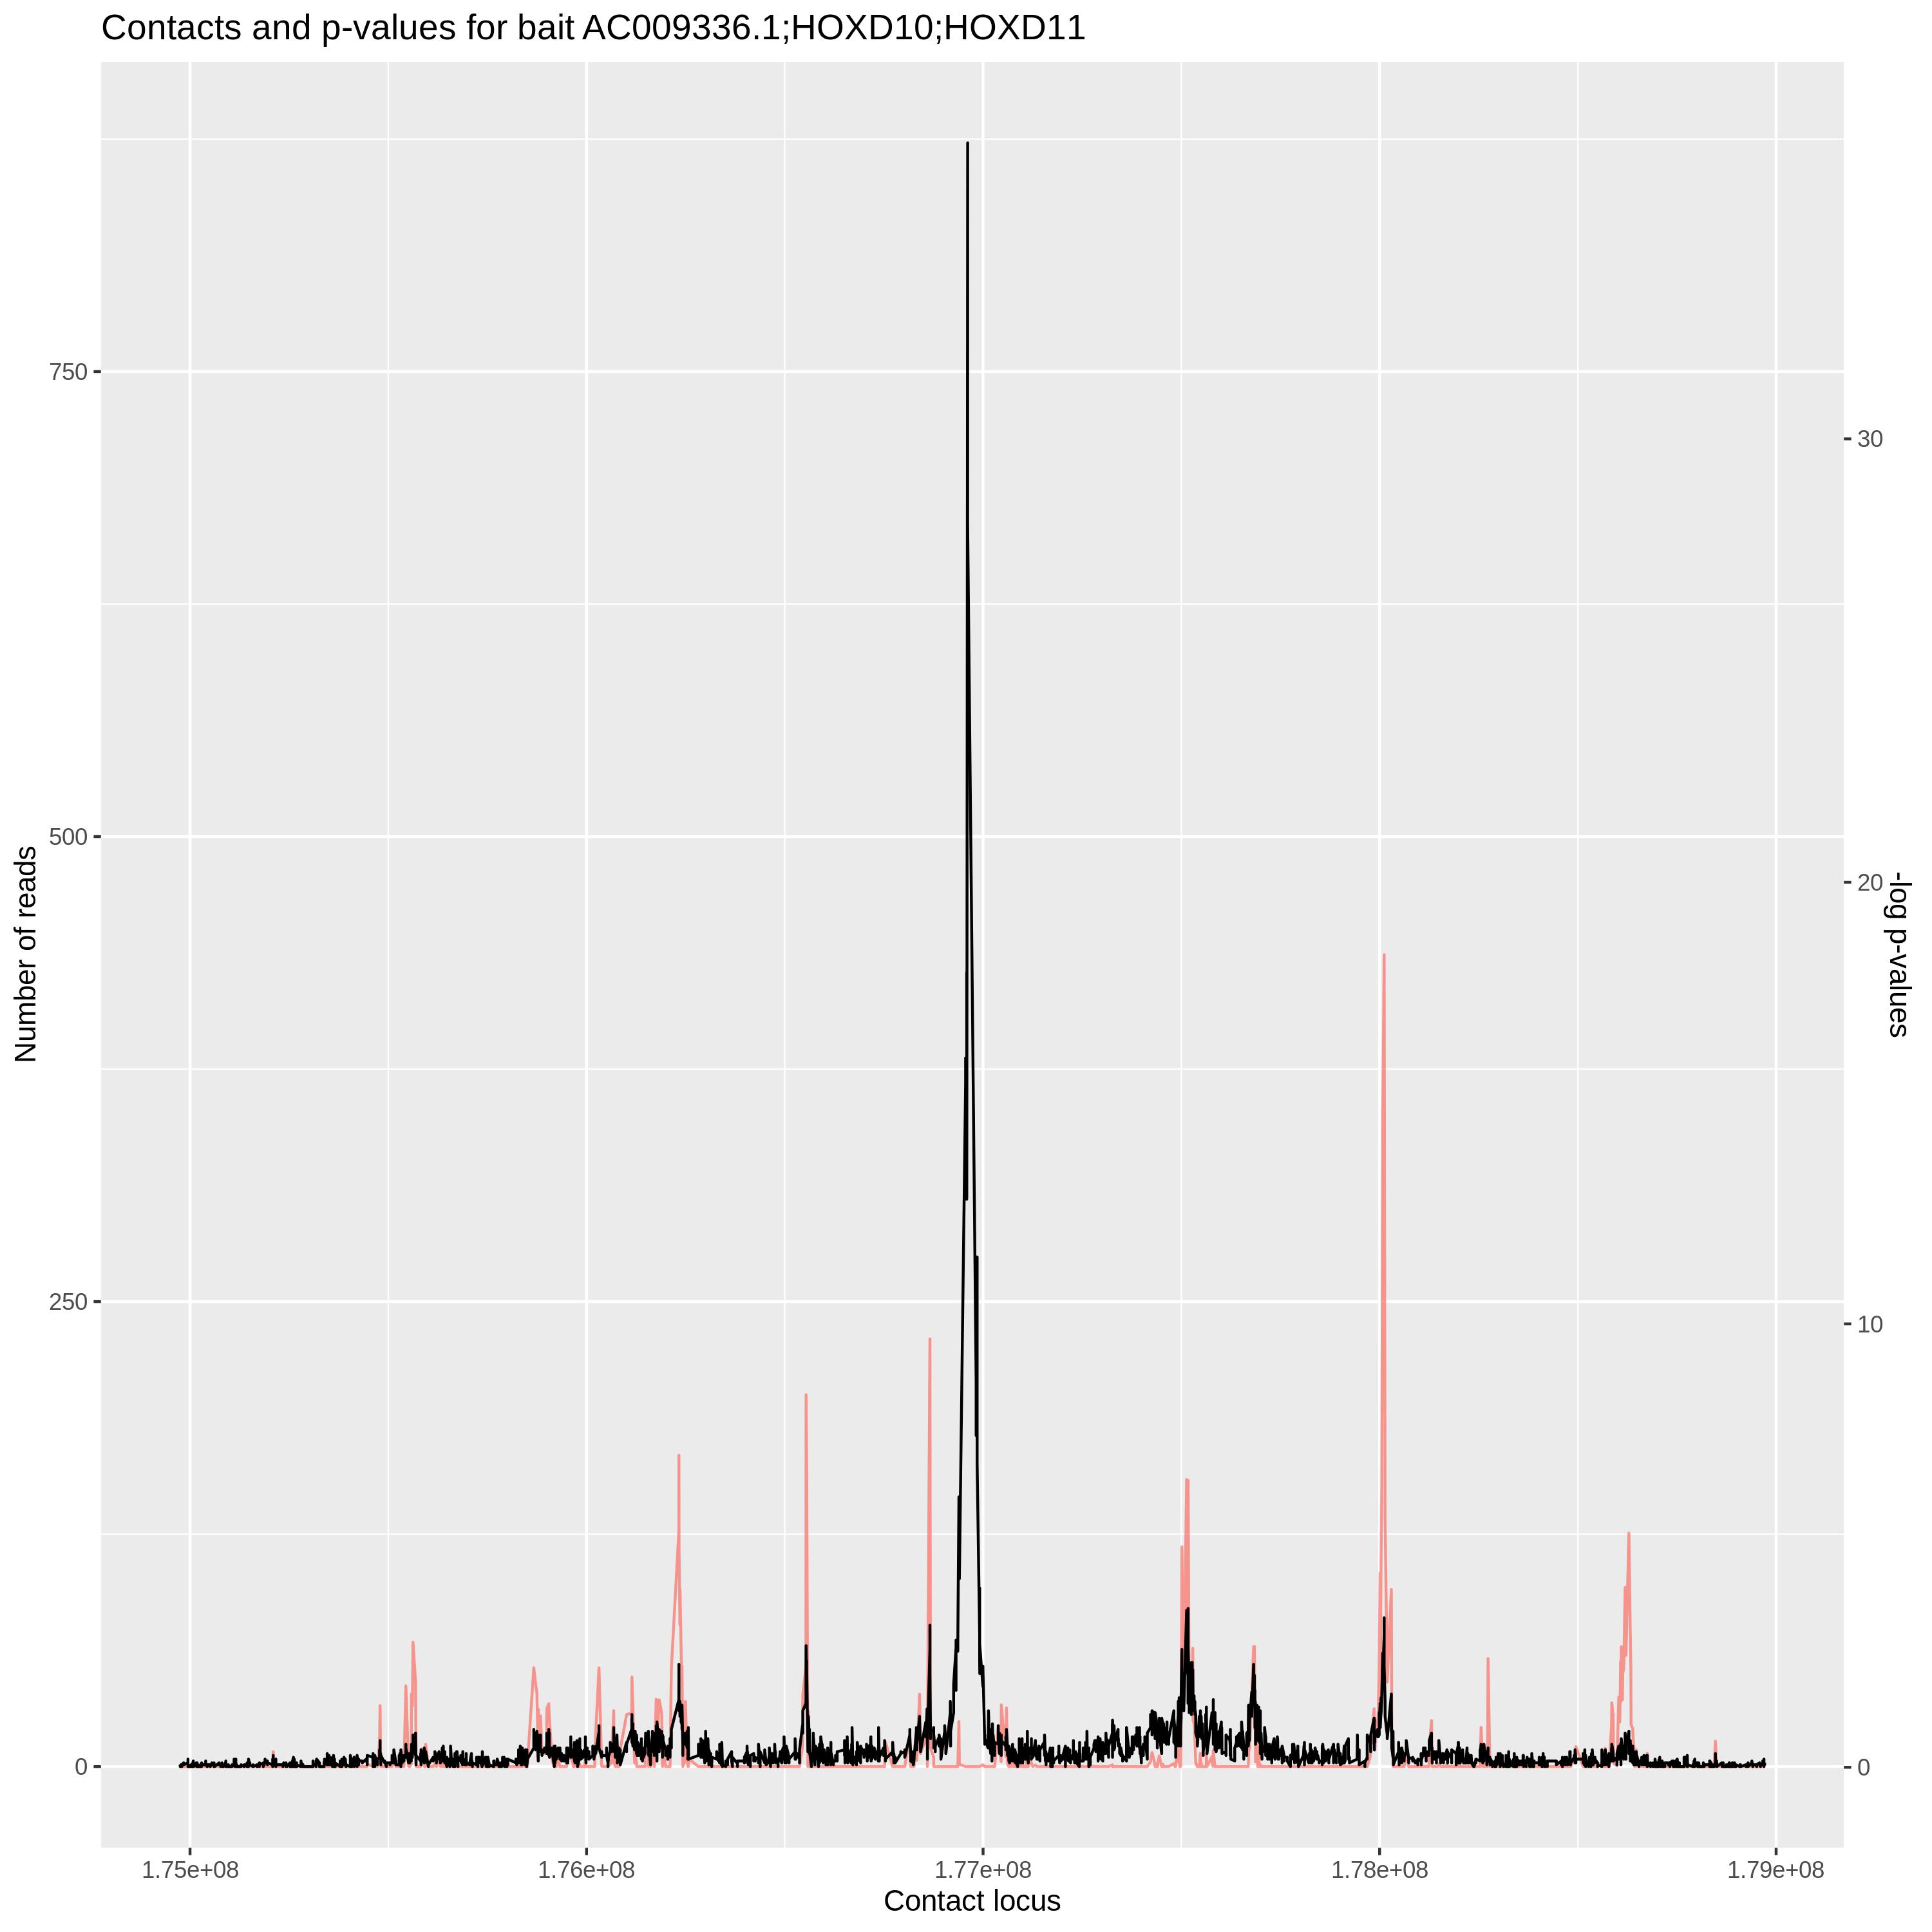 Contacts and p-values for bait AC009336.1;HOXD10;HOXD11
750
500
250
0
Number of reads
30
20
10
0
-log p-values
1.75e+08
1.76e+08
1.77e+08
1.78e+08
1.79e+08
Contact locus